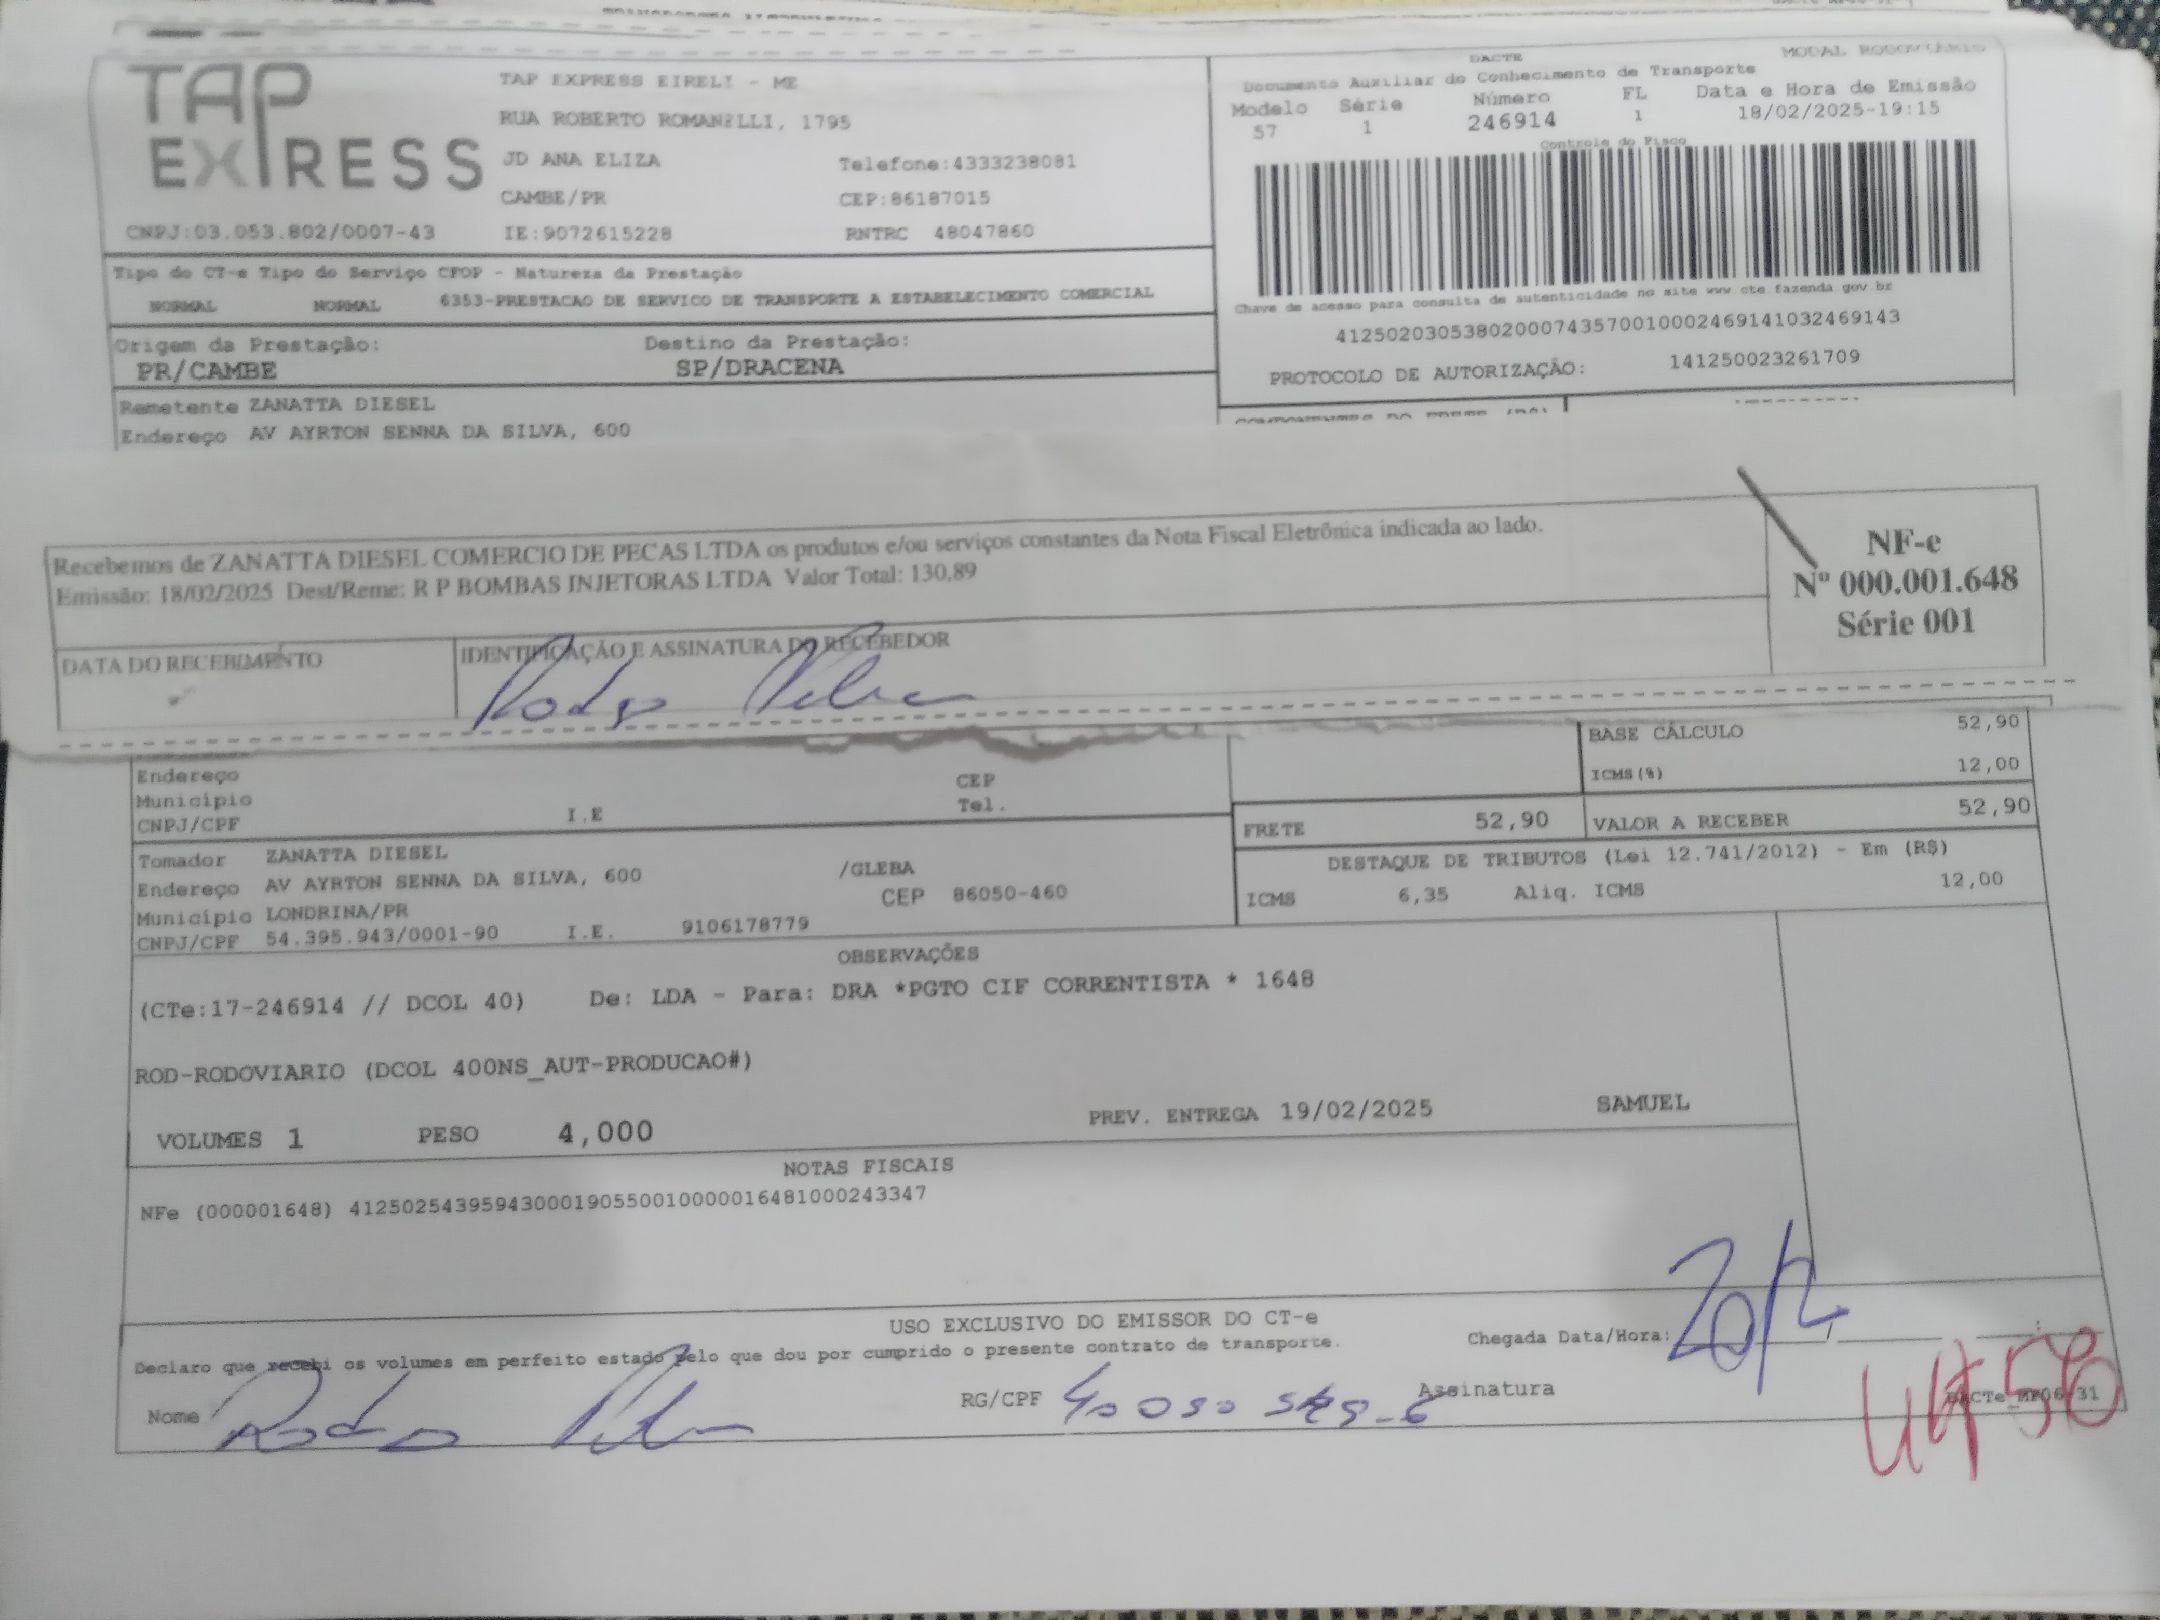 TAP EXPRESS
TAP EXPRESS EIRELI - ME
RUA ROBERTO ROMANELLI, 1795
JD ANA ELIZA Telefone:4333238081
CAMBE/PR CEP:86187015
CNPJ:03.053.802/0007-43 IE:9072615228 RNTRC 48047860
DACTE MODAL RODOVIÁRIO
Documento Auxiliar do Conhecimento de Transporte
Modelo Série Número FL Data e Hora de Emissão
57 1 246914 1 18/02/2025-19:15
Controle do Fisco
Chave de acesso para consulta de autenticidade no site www.cte.fazenda.gov.br
41250203053802000743570010002469141032469143
PROTOCOLO DE AUTORIZAÇÃO: 141250023261709
Tipo do CT-e Tipo do Serviço CFOP - Natureza da Prestação
NORMAL NORMAL 6353-PRESTACAO DE SERVICO DE TRANSPORTE A ESTABELECIMENTO COMERCIAL
Origem da Prestação: Destino da Prestação:
PR/CAMBE SP/DRACENA
Remetente ZANATTA DIESEL
Endereço AV AYRTON SENNA DA SILVA, 600
Recebemos de ZANATTA DIESEL COMERCIO DE PECAS LTDA os produtos e/ou serviços constantes da Nota Fiscal Eletrônica indicada ao lado.
Emissão: 18/02/2025 Dest/Reme: R P BOMBAS INJETORAS LTDA Valor Total: 130,89
NF-e
Nº 000.001.648
Série 001
DATA DO RECEBIMENTO IDENTIFICAÇÃO E ASSINATURA DO RECEBEDOR
BASE CÁLCULO 52,90
ICMS(%) 12,00
Endereço CEP
Município Tel.
CNPJ/CPF I.E
FRETE 52,90 VALOR A RECEBER 52,90
DESTAQUE DE TRIBUTOS (Lei 12.741/2012) - Em (R$)
ICMS 6,35 Aliq. ICMS 12,00
Tomador ZANATTA DIESEL
Endereço AV AYRTON SENNA DA SILVA, 600 /GLEBA
Município LONDRINA/PR CEP 86050-460
CNPJ/CPF 54.395.943/0001-90 I.E. 9106178779
OBSERVAÇÕES
(CTe:17-246914 // DCOL 40) De: LDA - Para: DRA *PGTO CIF CORRENTISTA * 1648
ROD-RODOVIARIO (DCOL 400NS_AUT-PRODUCAO#)
VOLUMES 1 PESO 4,000 PREV. ENTREGA 19/02/2025 SAMUEL
NOTAS FISCAIS
NFe (000001648) 41250254395943000190550010000016481000243347
USO EXCLUSIVO DO EMISSOR DO CT-e
Declaro que recebi os volumes em perfeito estado pelo que dou por cumprido o presente contrato de transporte.
Chegada Data/Hora: 20/2
Nome RG/CPF Assinatura